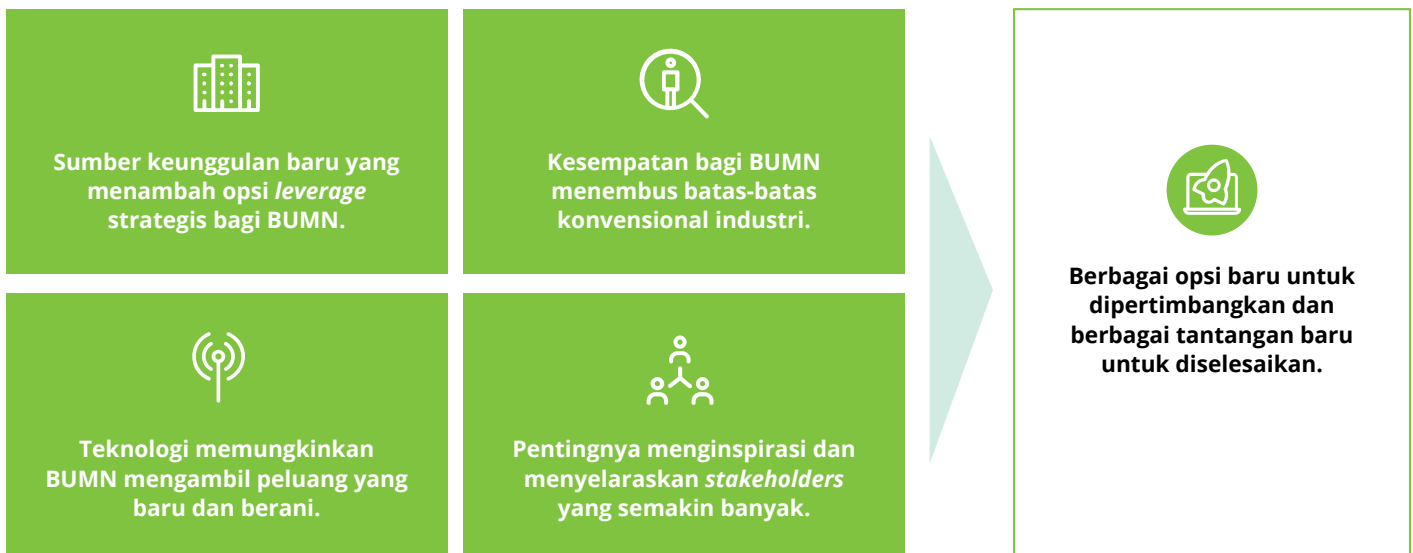 Sumber keunggulan baru yang
menambah opsi leverage
strategis bagi BUMN.
Kesempatan bagi BUMN
menembus batas-batas
konvensional industri.
Teknologi memungkinkan
BUMN mengambil peluang yang
baru dan berani.
Pentingnya menginspirasi dan
menyelaraskan stakeholders
yang semakin banyak.
Berbagai opsi baru untuk
dipertimbangkan dan
berbagai tantangan baru
untuk diselesaikan.